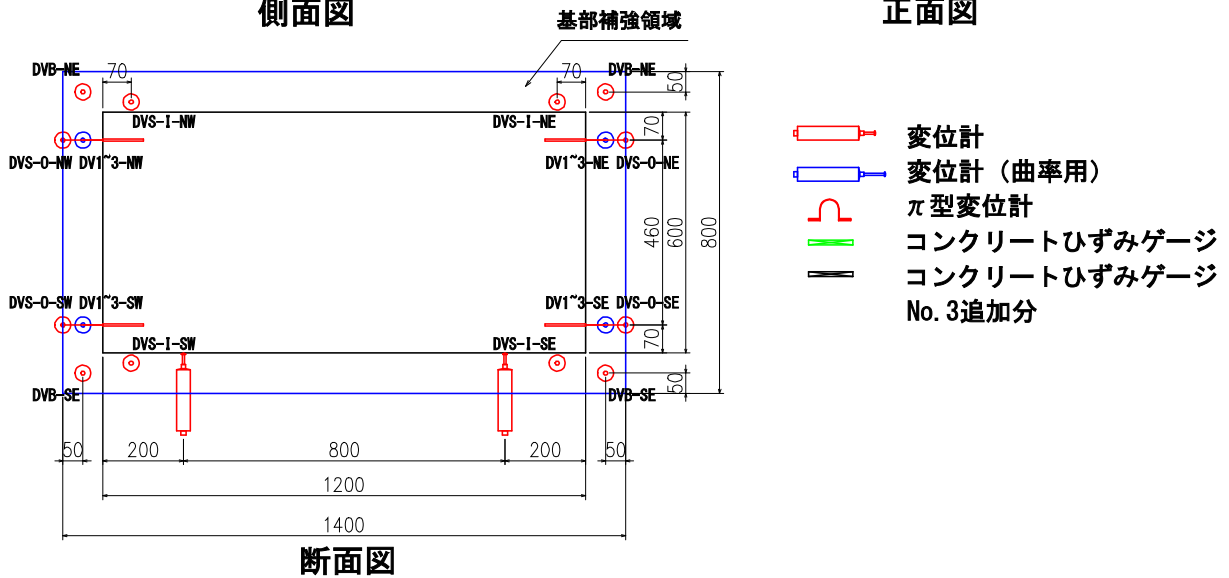 側面図
正面図
基部補強領域
DVB-NE
70
70
DVB-NE
50
DVS-I-NW
DVS-I-NE
70
DVS-O-NW DV1~3-NW
DV1~3-NE DVS-O-NE
460
600
800
DVS-O-SW DV1~3-SW
DV1~3-SE DVS-O-SE
DVS-I-SW
DVS-I-SE
70
DVB-SE
DVB-SE
50
50
200
800
200
50
1200
1400
断面図
変位計
変位計（曲率用）
π型変位計
コンクリートひずみゲージ
コンクリートひずみゲージ
No.3追加分